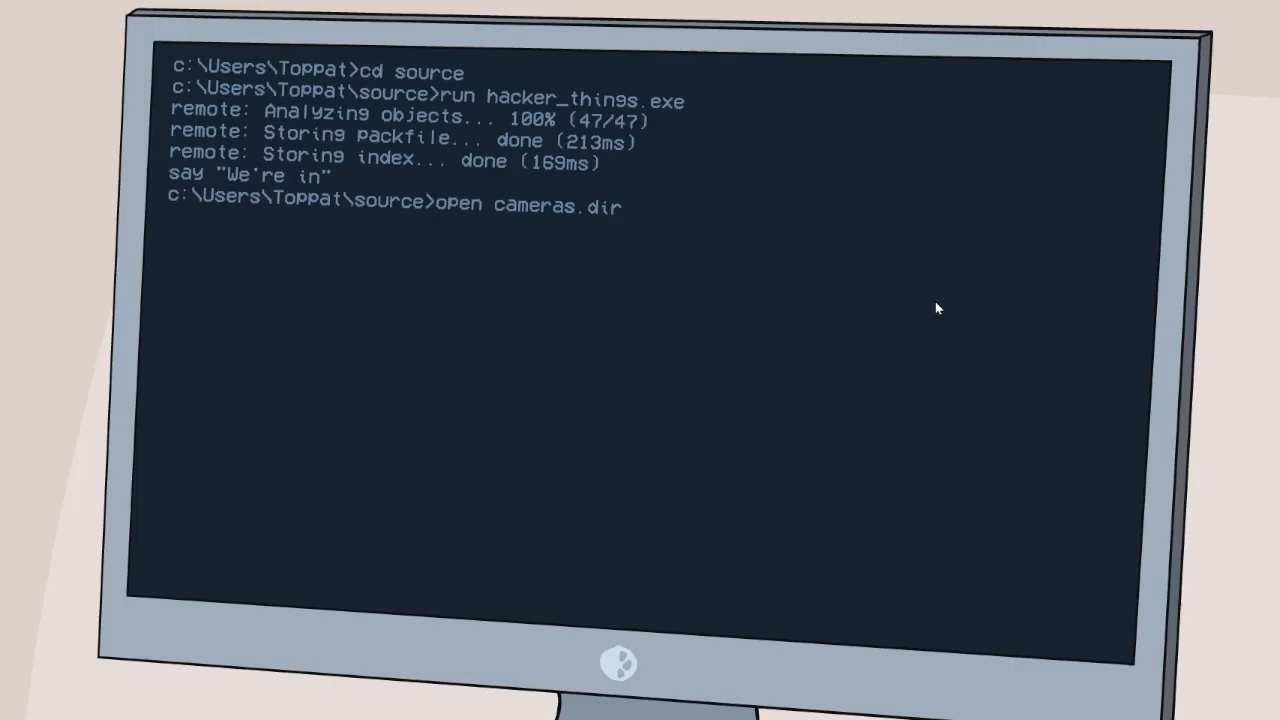 c:\Users\Toppat>cd source
c:\Users\Toppat\source>run hacker_things.exe
remote: Analyzing objects... 100% (47/47)
remote: Storing packfile... done (213ms)
remote: Storing index... done (169ms)
say "We're in"
c:\Users\Toppat\source>open cameras.dir